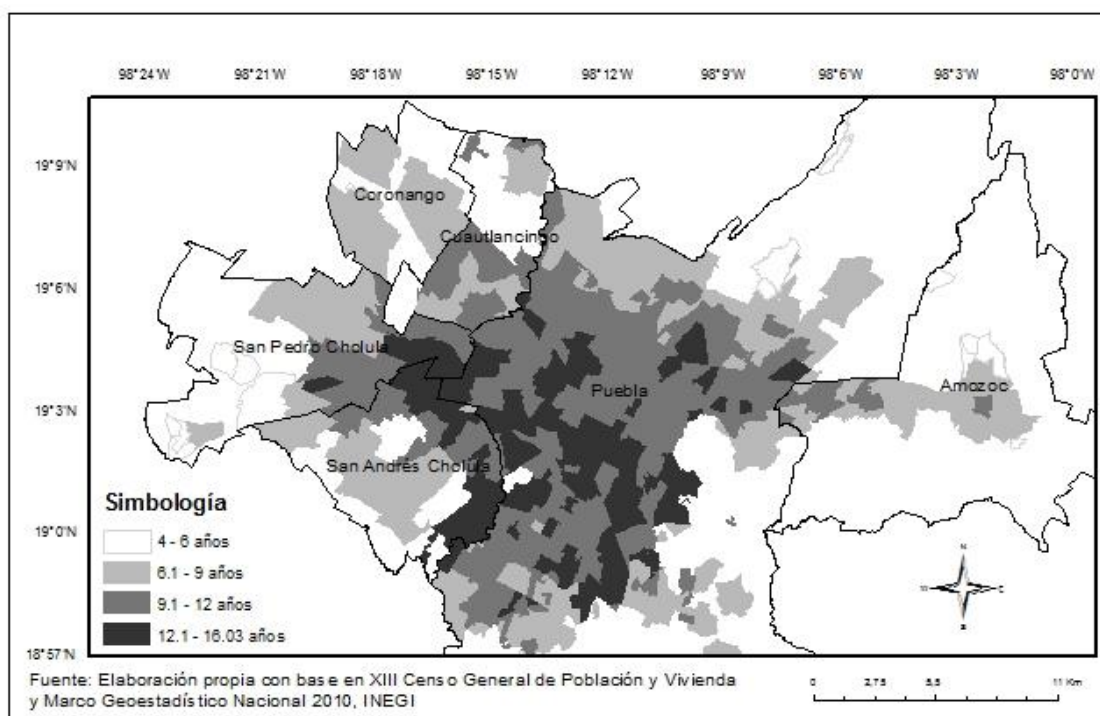 98°24'W 98°21'W 98°18'W 98°15'W 98°12'W 98°9'W 98°6'W 98°3'W 98°0'W
19°9'N
Coronango
Cuautlancingo
19°6'N
San Pedro Cholula
Puebla
Amozoc
19°3'N
San Andrés Cholula
Simbología
19°0'N
4 - 6 años
6.1 - 9 años
9.1 - 12 años
12.1 - 16.03 años
N
S
18°57'N
Fuente: Elaboración propia con base en XIII Censo General de Población y Vivienda
y Marco Geoestadístico Nacional 2010, INEGI
0 2,75 5,5 11 Km